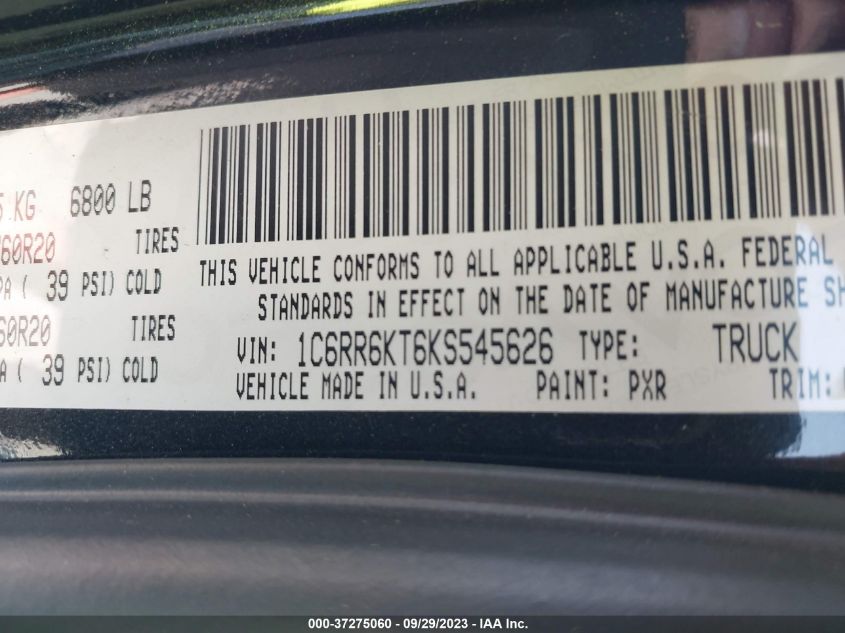 KG 6800 LB
60R20 TIRES
( 39 PSI) COLD
60R20 TIRES
( 39 PSI) COLD
THIS VEHICLE CONFORMS TO ALL APPLICABLE U.S.A. FEDERAL
STANDARDS IN EFFECT ON THE DATE OF MANUFACTURE SH
VIN: 1C6RR6KT6KS545626 TYPE: TRUCK
VEHICLE MADE IN U.S.A. PAINT: PXR TRIM:
000-37275060 - 09/29/2023 - IAA Inc.